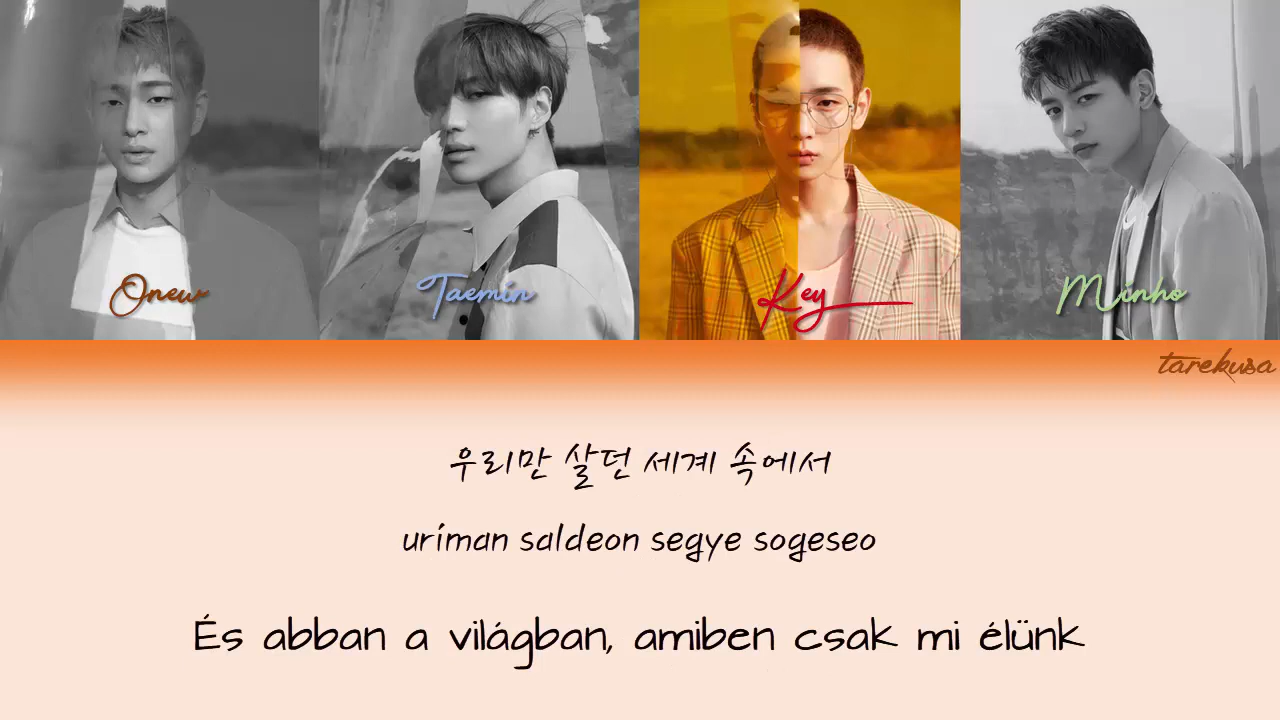 Onew
Taemin
Key
Minho
tarekusa
우리만 살던 세계 속에서
uriman saldeon segye sogeseo
És abban a világban, amiben csak mi élünk